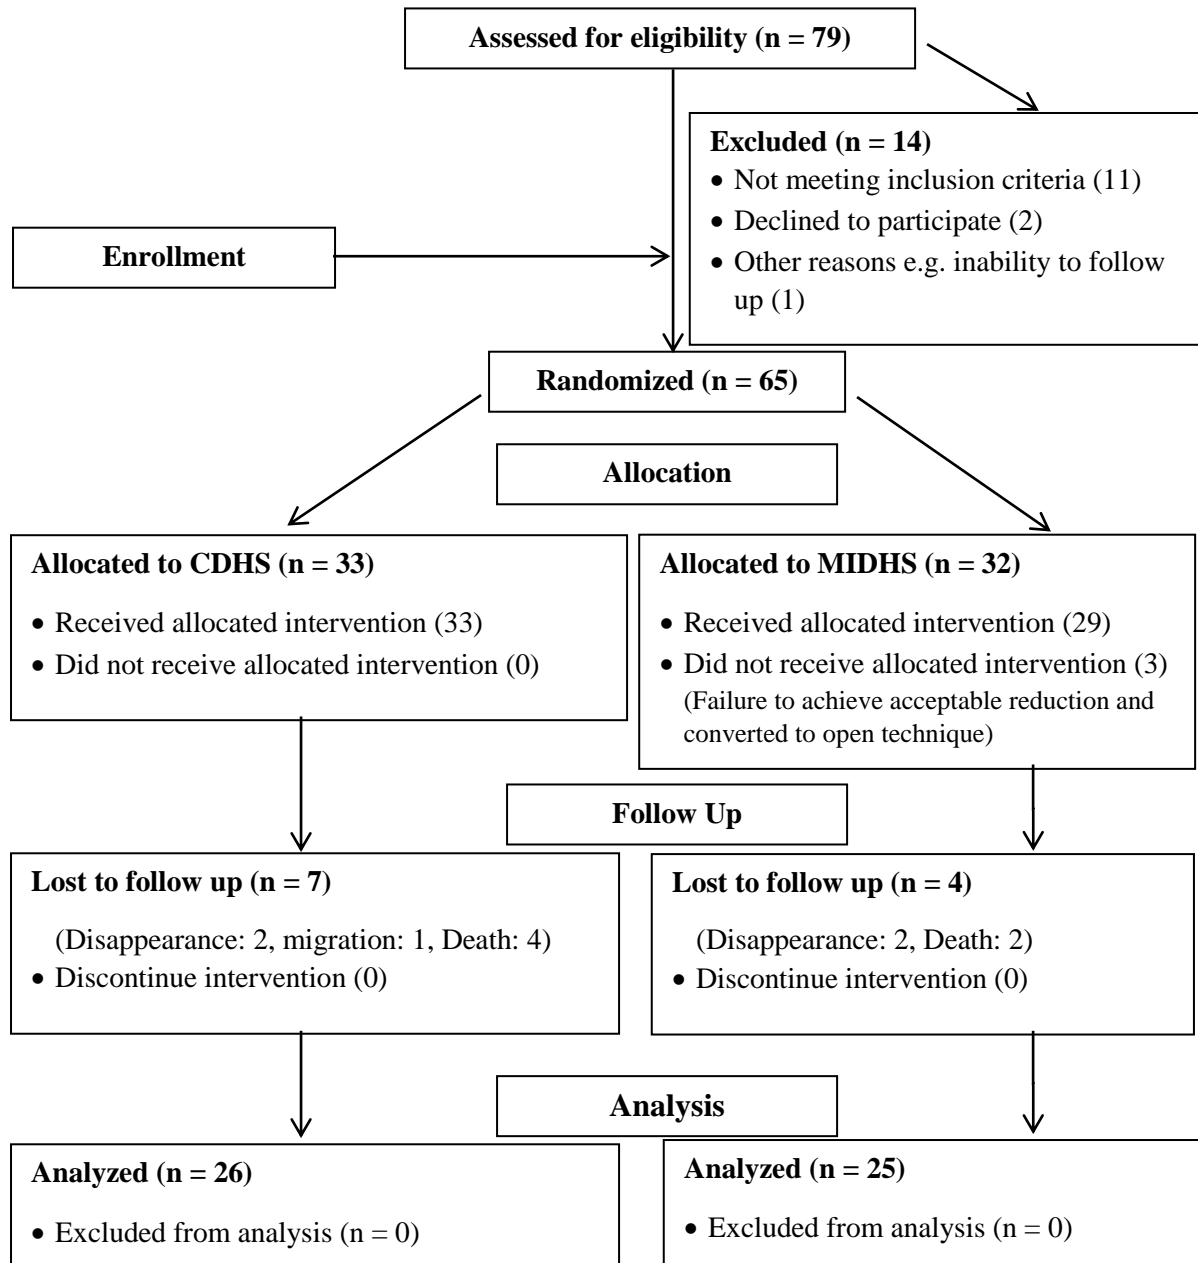 Assessed for eligibility (n = 79)
Excluded (n = 14)
• Not meeting inclusion criteria (11)
• Declined to participate (2)
• Other reasons e.g. inability to follow
up (1)
Enrollment
Randomized (n = 65)
Allocation
Allocated to CDHS (n = 33)
• Received allocated intervention (33)
• Did not receive allocated intervention (0)
Allocated to MIDHS (n = 32)
• Received allocated intervention (29)
• Did not receive allocated intervention (3)
(Failure to achieve acceptable reduction and
converted to open technique)
Follow Up
Lost to follow up (n = 7)
(Disappearance: 2, migration: 1, Death: 4)
• Discontinue intervention (0)
Lost to follow up (n = 4)
(Disappearance: 2, Death: 2)
• Discontinue intervention (0)
Analysis
Analyzed (n = 26)
• Excluded from analysis (n = 0)
Analyzed (n = 25)
• Excluded from analysis (n = 0)